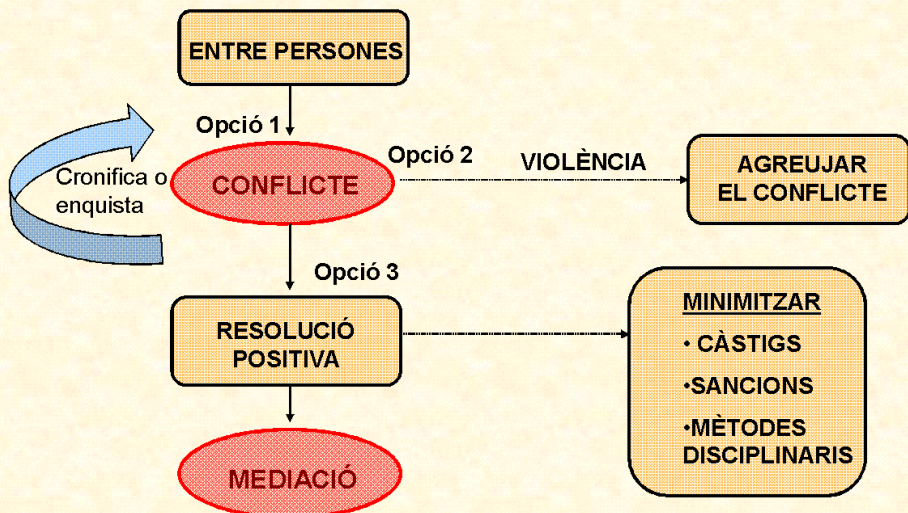 ENTRE PERSONES
Opció 1
Opció 2
VIOLÈNCIA
AGREUJAR
EL CONFLICTE
Cronifica o
enquista
CONFLICTE
Opció 3
RESOLUCIÓ
POSITIVA
MINIMITZAR
• CÀSTIGS
•SANCIONS
•MÈTODES
DISCIPLINARIS
MEDIACIÓ